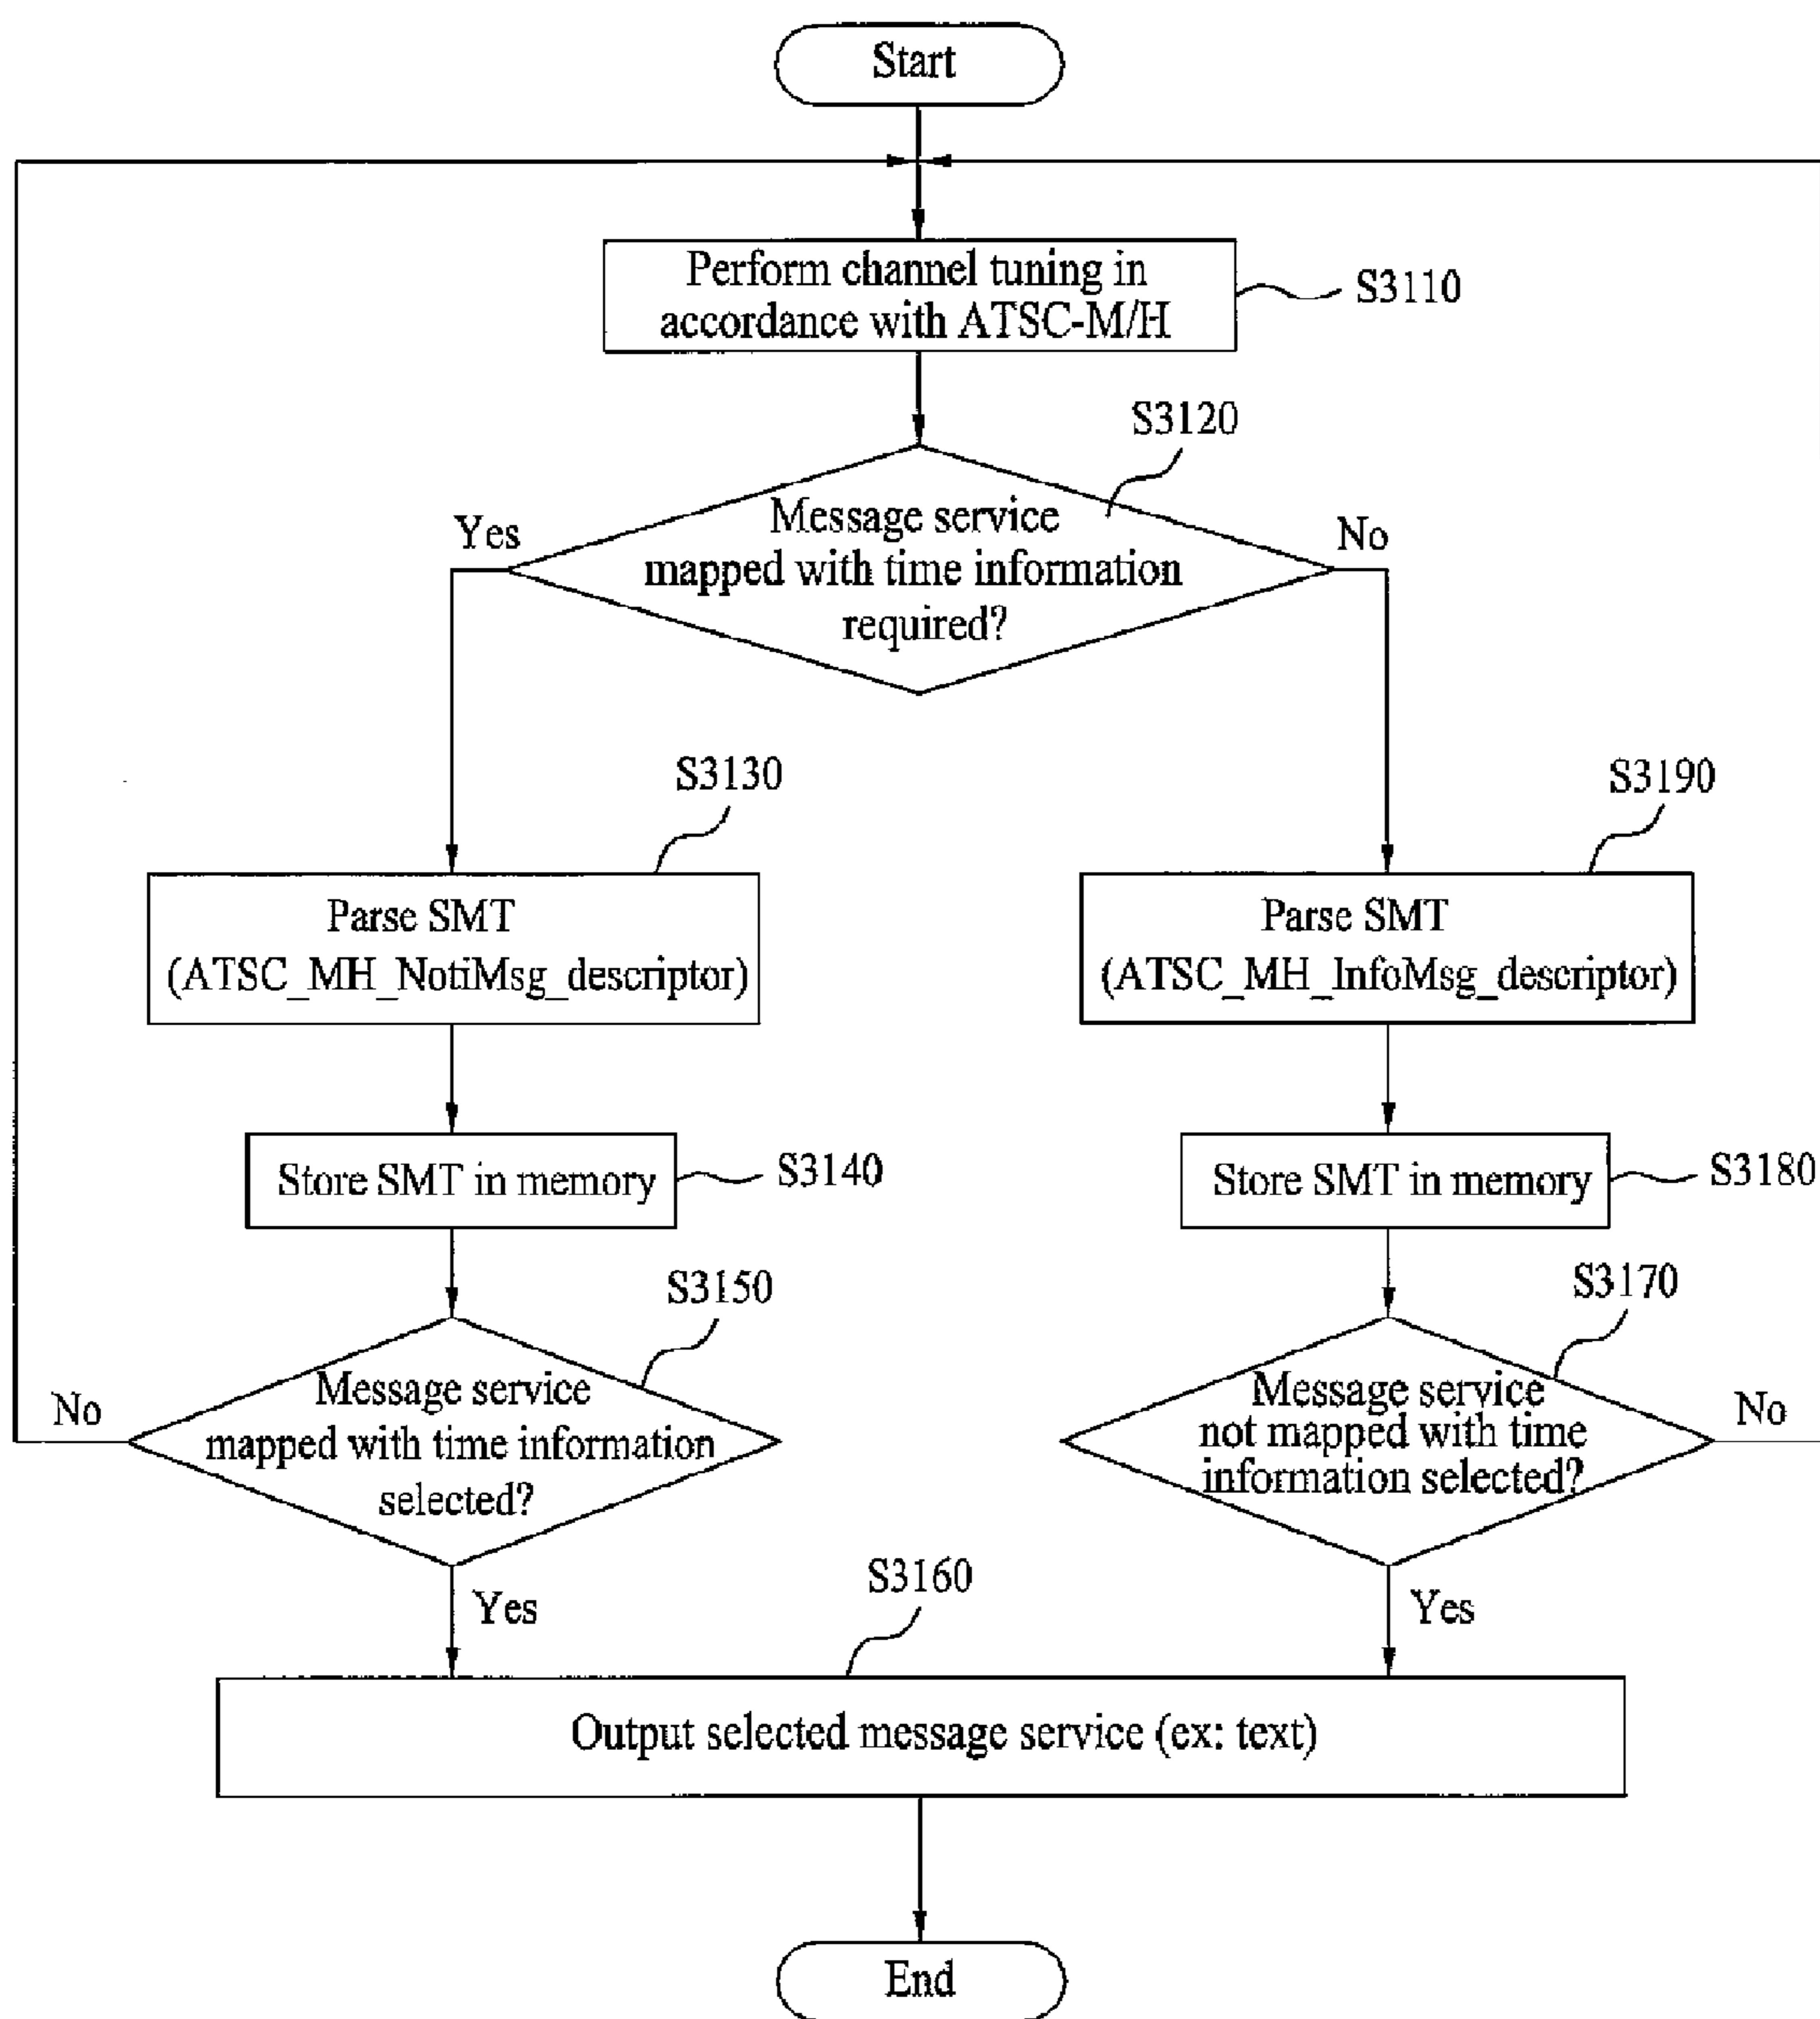 Start
Perform channel tuning in
accordance with ATSC-M/H
S3110
S3120
Message service
mapped with time information
required?
Yes
No
S3130
S3190
Parse SMT
(ATSC_MH_NotiMsg_descriptor)
Parse SMT
(ATSC_MH_InfoMsg_descriptor)
Store SMT in memory
S3140
Store SMT in memory
S3180
S3150
S3170
Message service
mapped with time information
selected?
No
Message service
not mapped with time
information selected?
No
Yes
S3160
Yes
Output selected message service (ex: text)
End